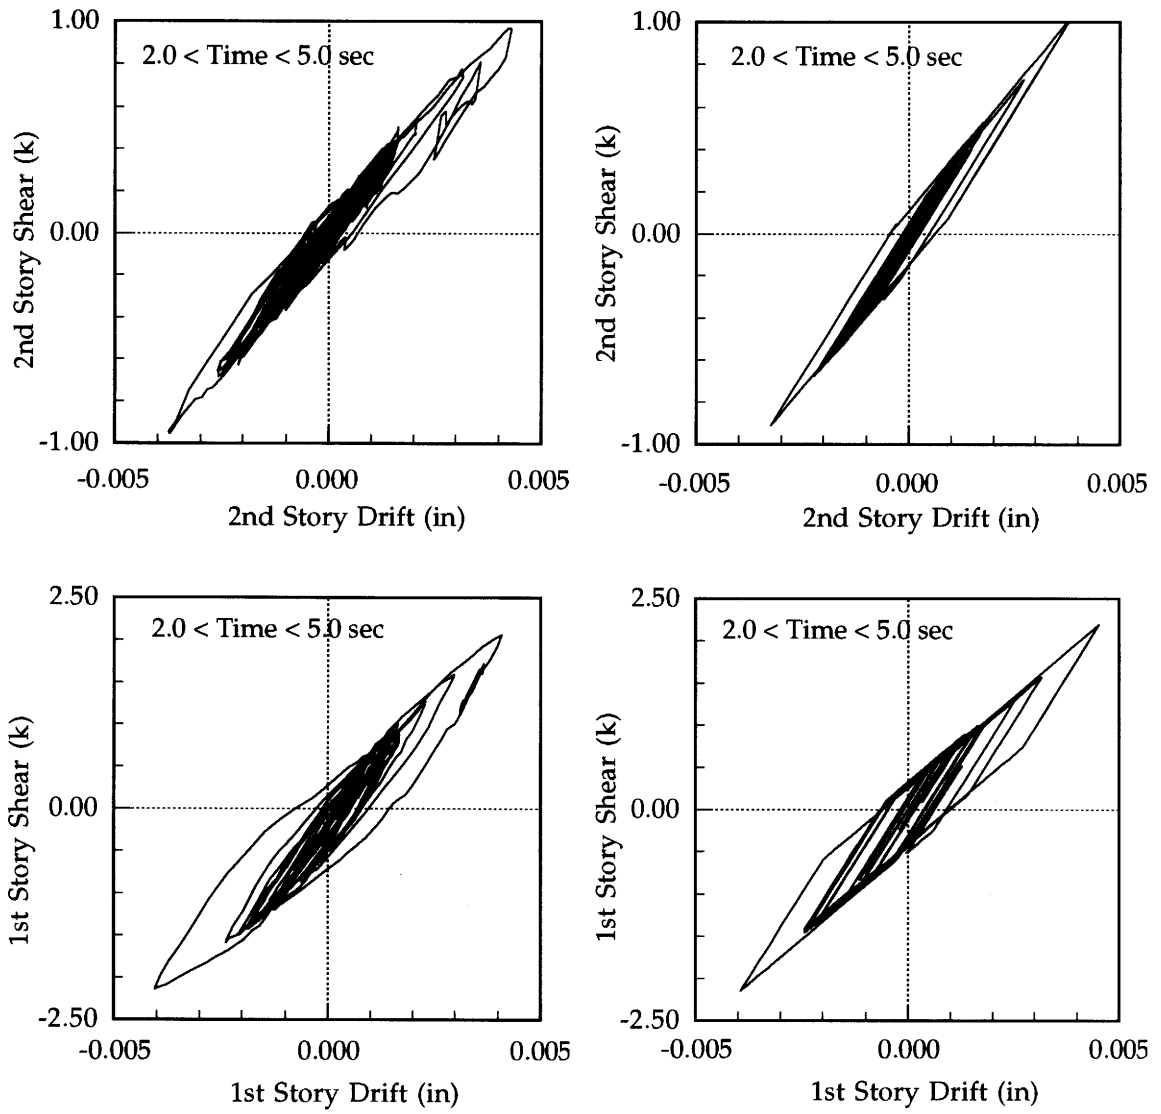 1.00
2.0 < Time < 5.0 sec
2nd Story Shear (k)
0.00
-1.00
-0.005 0.000 0.005
2nd Story Drift (in)
1.00
2.0 < Time < 5.0 sec
2nd Story Shear (k)
0.00
-1.00
-0.005 0.000 0.005
2nd Story Drift (in)
2.50
2.0 < Time < 5.0 sec
1st Story Shear (k)
0.00
-2.50
-0.005 0.000 0.005
1st Story Drift (in)
2.50
2.0 < Time < 5.0 sec
1st Story Shear (k)
0.00
-2.50
-0.005 0.000 0.005
1st Story Drift (in)